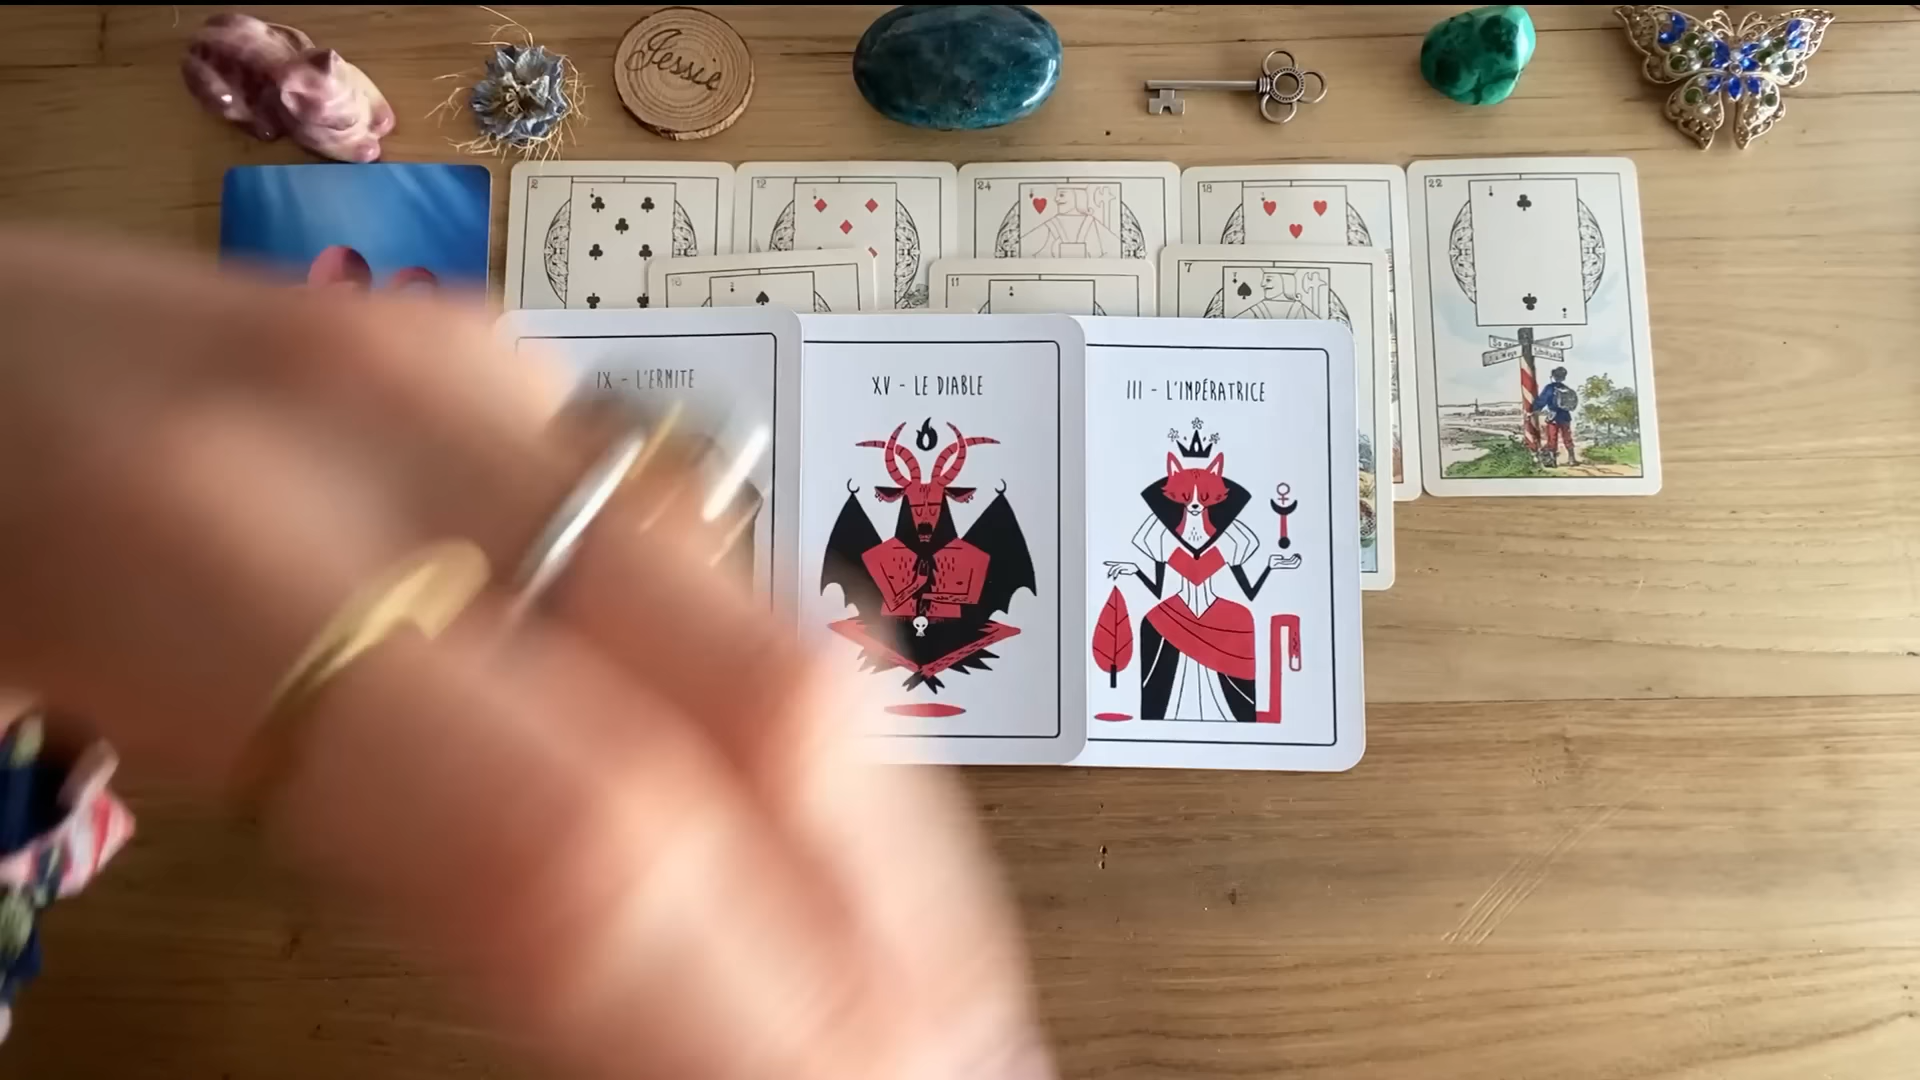 Jessie
2
12
24
18
22
11
7
IX - L'ERMITE
XV - LE DIABLE
III - L'IMPÉRATRICE